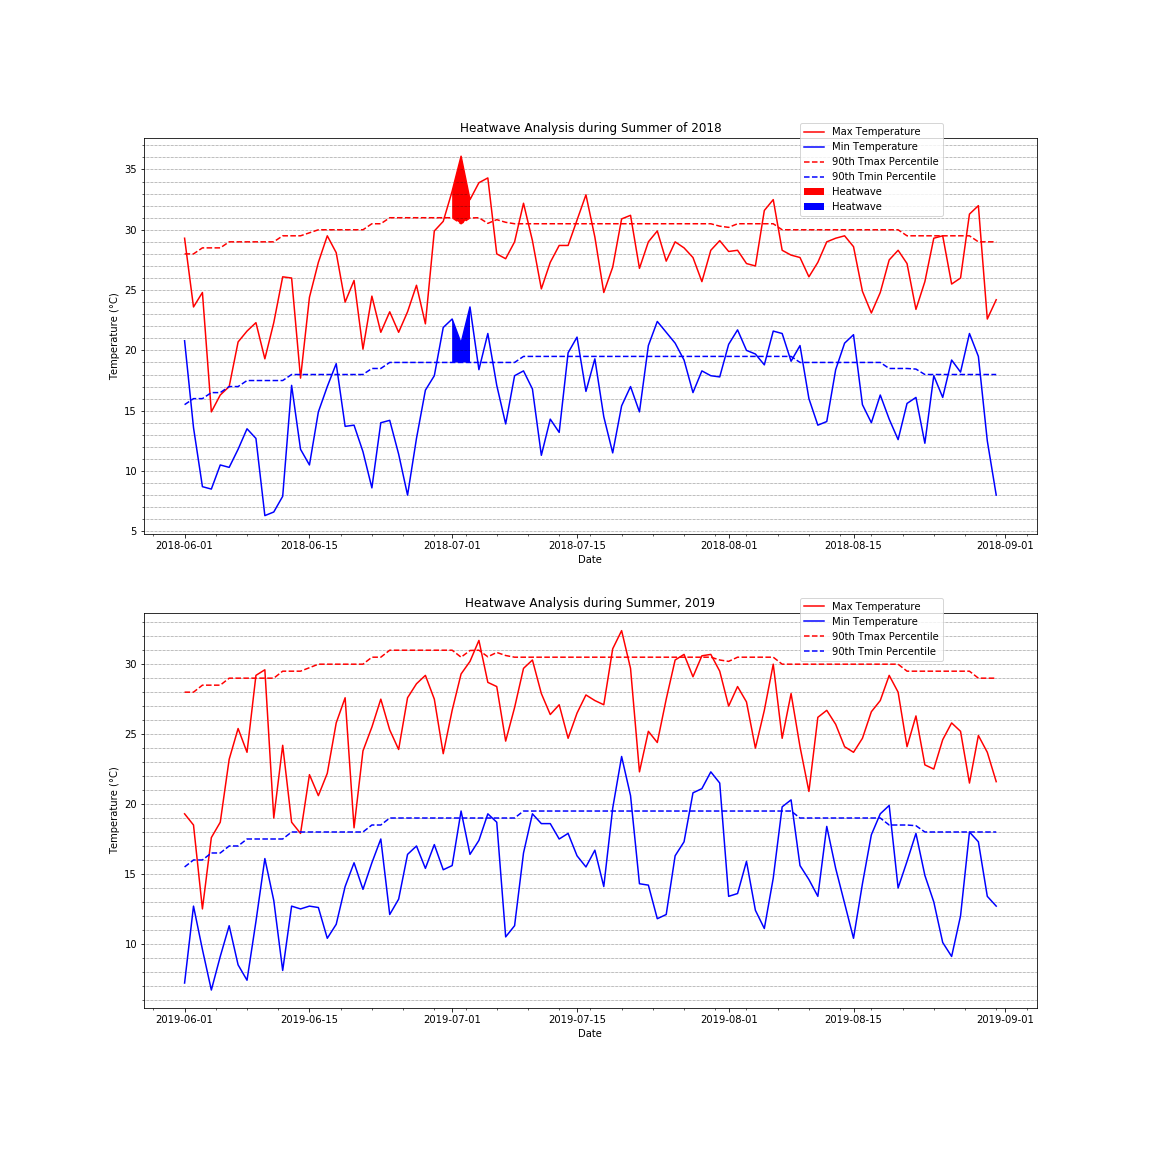 Heatwave Analysis during Summer of 2018
Max Temperature
Min Temperature
90th Tmax Percentile
90th Tmin Percentile
Heatwave
Heatwave
Temperature (°C)
35
30
25
20
15
10
5
2018-06-01 2018-06-15 2018-07-01 2018-07-15 2018-08-01 2018-08-15 2018-09-01
Date
Heatwave Analysis during Summer, 2019
Max Temperature
Min Temperature
90th Tmax Percentile
90th Tmin Percentile
Temperature (°C)
30
25
20
15
10
2019-06-01 2019-06-15 2019-07-01 2019-07-15 2019-08-01 2019-08-15 2019-09-01
Date